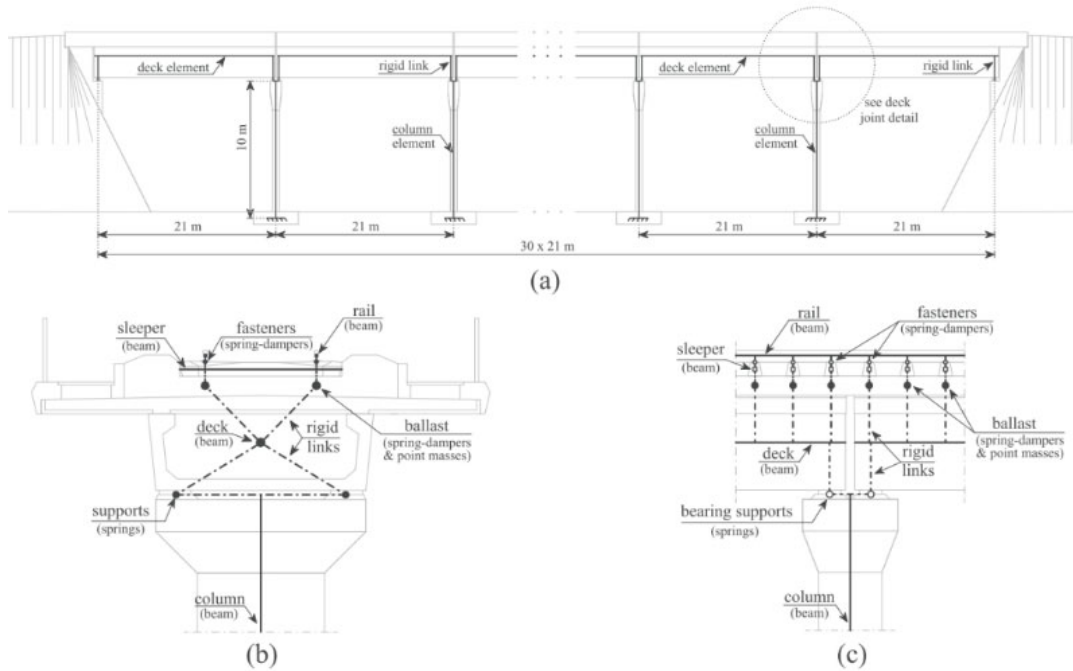 deck element
rigid link
deck element
rigid link
see deck
joint detail
10 m
column
element
column
element
21 m
21 m
21 m
21 m
30 x 21 m
(a)
sleeper
(beam)
fasteners
(spring-dampers)
rail
(beam)
deck
(beam)
rigid
links
ballast
(spring-dampers
& point masses)
supports
(springs)
column
(beam)
(b)
rail
(beam)
fasteners
(spring-dampers)
sleeper
(beam)
ballast
(spring-dampers
& point masses)
deck
(beam)
rigid
links
bearing supports
(springs)
column
(beam)
(c)